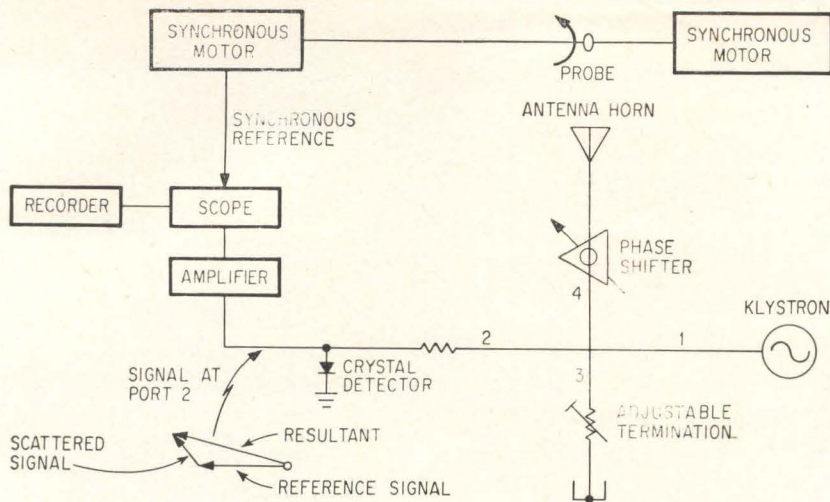 SYNCHRONOUS
MOTOR
PROBE
SYNCHRONOUS
MOTOR
SYNCHRONOUS
REFERENCE
ANTENNA HORN
RECORDER
SCOPE
PHASE
SHIFTER
AMPLIFIER
4
KLYSTRON
2
1
SIGNAL AT
PORT 2
CRYSTAL
DETECTOR
3
ADJUSTABLE
TERMINATION
SCATTERED
SIGNAL
RESULTANT
REFERENCE SIGNAL